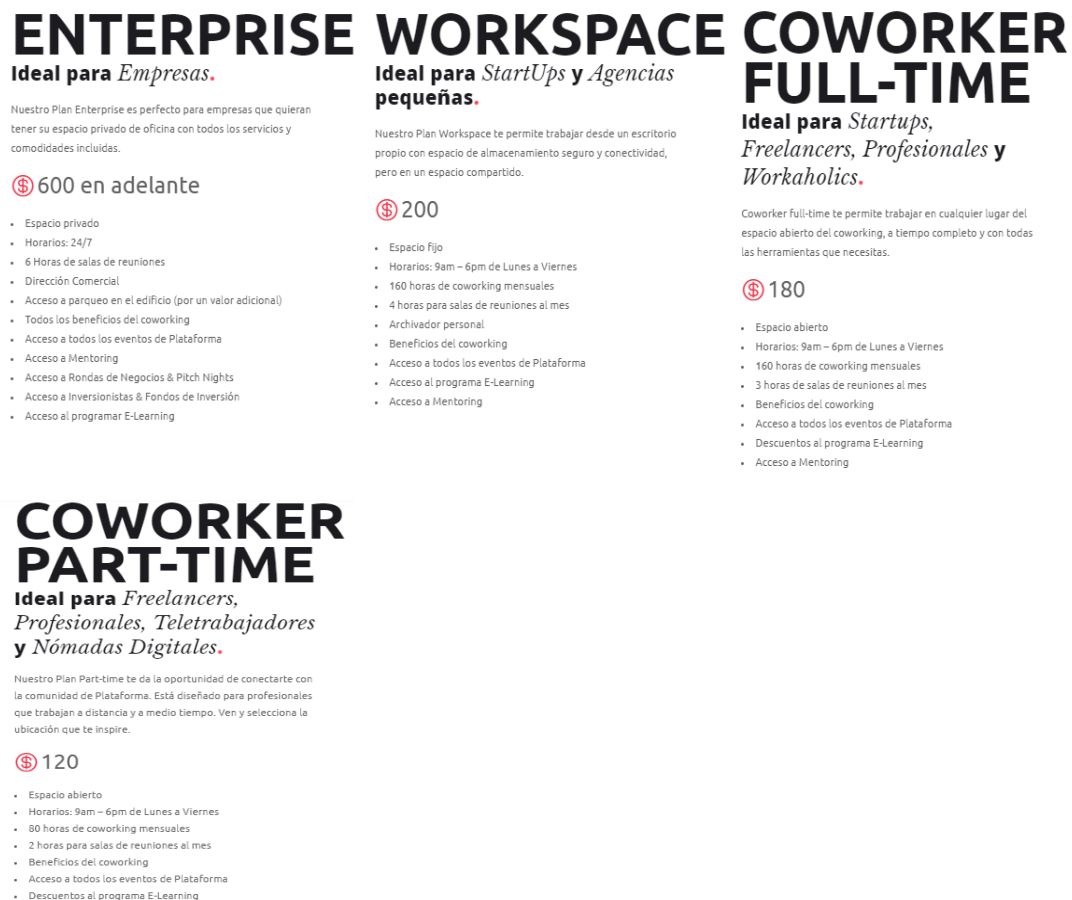 ENTERPRISE
Ideal para Empresas.
Nuestro Plan Enterprise es perfecto para empresas que quieran
tener su espacio privado de oficina con todos los servicios y
comodidades incluidas.
$ 600 en adelante
• Espacio privado
• Horarios: 24/7
• 6 Horas de salas de reuniones
• Dirección Comercial
• Acceso a parqueo en el edificio (por un valor adicional)
• Todos los beneficios del coworking
• Acceso a todos los eventos de Plataforma
• Acceso a Mentoring
• Acceso a Rondas de Negocios & Pitch Nights
• Acceso a Inversionistas & Fondos de Inversión
• Acceso al programar E-Learning
WORKSPACE
Ideal para StartUps y Agencias
pequeñas.
Nuestro Plan Workspace te permite trabajar desde un escritorio
propio con espacio de almacenamiento seguro y conectividad,
pero en un espacio compartido.
$ 200
• Espacio fijo
• Horarios: 9am – 6pm de Lunes a Viernes
• 160 horas de coworking mensuales
• 4 horas para salas de reuniones al mes
• Archivador personal
• Beneficios del coworking
• Acceso a todos los eventos de Plataforma
• Acceso al programa E-Learning
• Acceso a Mentoring
COWORKER
FULL-TIME
Ideal para Startups,
Freelancers, Profesionales y
Workaholics.
Coworker full-time te permite trabajar en cualquier lugar del
espacio abierto del coworking, a tiempo completo y con todas
las herramientas que necesitas.
$ 180
• Espacio abierto
• Horarios: 9am – 6pm de Lunes a Viernes
• 160 horas de coworking mensuales
• 3 horas de salas de reuniones al mes
• Beneficios del coworking
• Acceso a todos los eventos de Plataforma
• Descuentos al programa E-Learning
• Acceso a Mentoring
COWORKER
PART-TIME
Ideal para Freelancers,
Profesionales, Teletrabajadores
y Nómadas Digitales.
Nuestro Plan Part-time te da la oportunidad de conectarte con
la comunidad de Plataforma. Está diseñado para profesionales
que trabajan a distancia y a medio tiempo. Ven y selecciona la
ubicación que te inspire.
$ 120
• Espacio abierto
• Horarios: 9am – 6pm de Lunes a Viernes
• 80 horas de coworking mensuales
• 2 horas para salas de reuniones al mes
• Beneficios del coworking
• Acceso a todos los eventos de Plataforma
• Descuentos al programa E-Learning